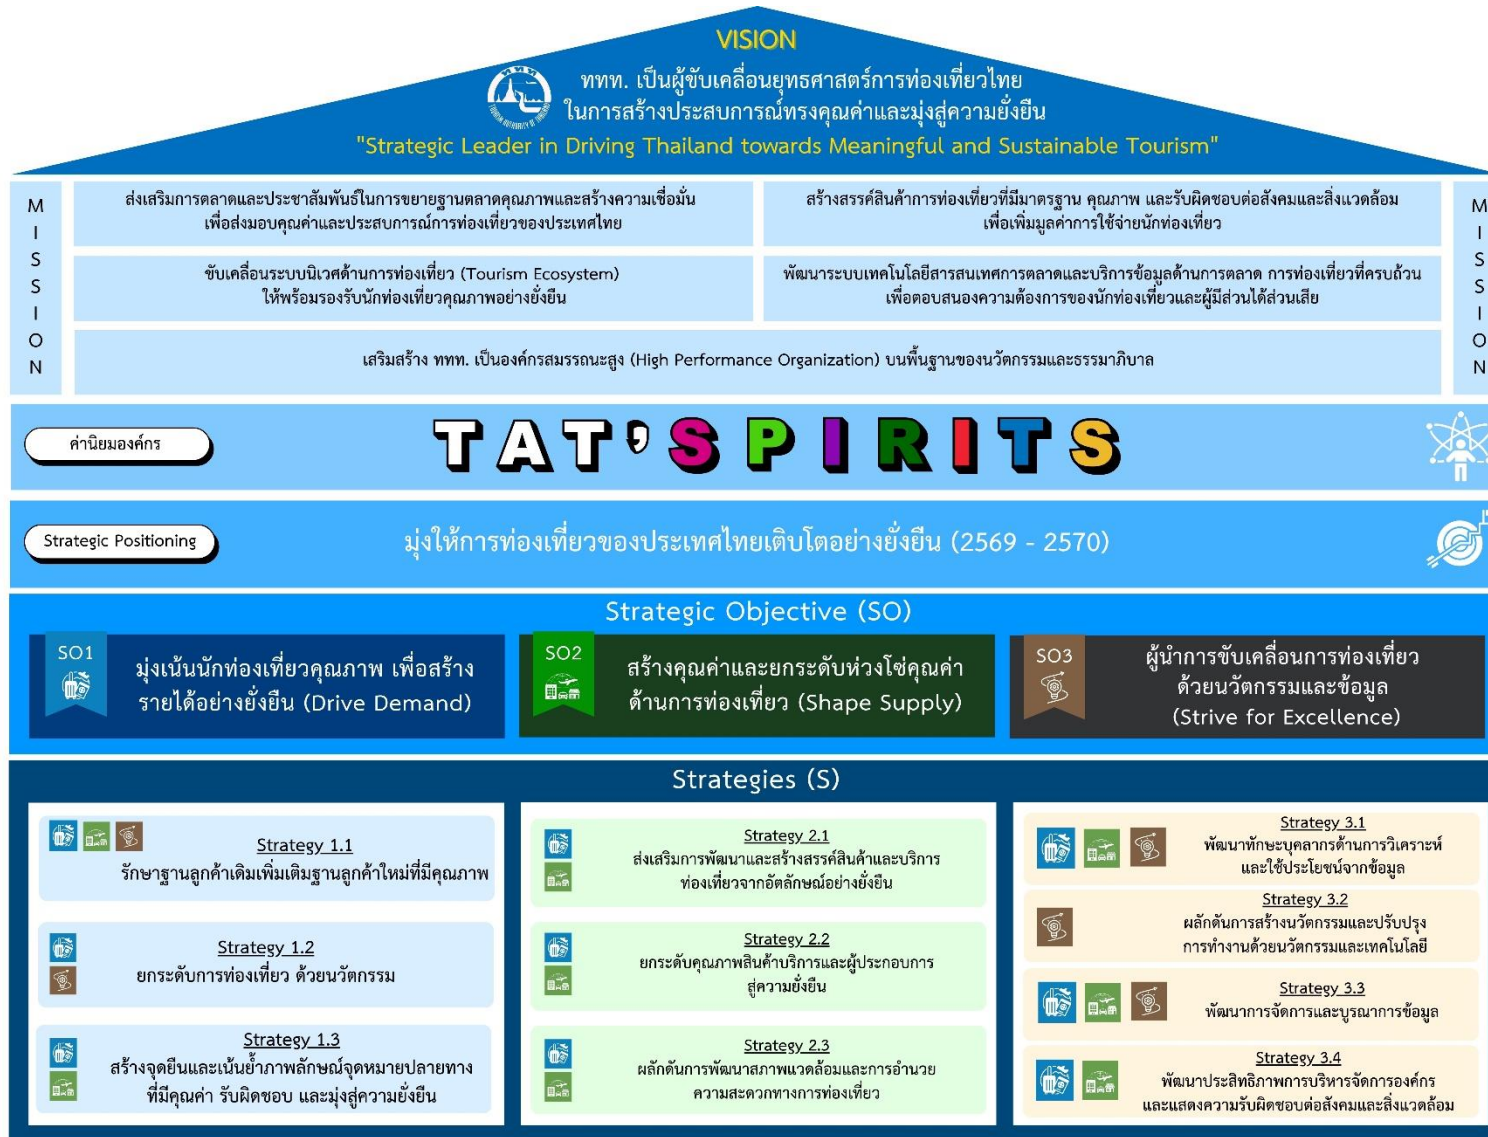 VISION
ททท. เป็นผู้ขับเคลื่อนยุทธศาสตร์การท่องเที่ยวไทย
ในการสร้างประสบการณ์ทรงคุณค่าและมุ่งสู่ความยั่งยืน
"Strategic Leader in Driving Thailand towards Meaningful and Sustainable Tourism"
MISSION
ส่งเสริมการตลาดและประชาสัมพันธ์ในการขยายฐานตลาดคุณภาพและสร้างความเชื่อมั่น
เพื่อส่งมอบคุณค่าและประสบการณ์การท่องเที่ยวของประเทศไทย
สร้างสรรค์สินค้าการท่องเที่ยวที่มีมาตรฐาน คุณภาพ และรับผิดชอบต่อสังคมและสิ่งแวดล้อม
เพื่อเพิ่มมูลค่าการใช้จ่ายนักท่องเที่ยว
ขับเคลื่อนระบบนิเวศด้านการท่องเที่ยว (Tourism Ecosystem)
ให้พร้อมรองรับนักท่องเที่ยวคุณภาพอย่างยั่งยืน
พัฒนาระบบเทคโนโลยีสารสนเทศการตลาดและบริการข้อมูลด้านการตลาด การท่องเที่ยวที่ครบถ้วน
เพื่อตอบสนองความต้องการของนักท่องเที่ยวและผู้มีส่วนได้ส่วนเสีย
เสริมสร้าง ททท. เป็นองค์กรสมรรถนะสูง (High Performance Organization) บนพื้นฐานของนวัตกรรมและธรรมาภิบาล
MISSION
ค่านิยมองค์กร
TAT'SPIRITS
Strategic Positioning
มุ่งให้การท่องเที่ยวของประเทศไทยเติบโตอย่างยั่งยืน (2569 - 2570)
Strategic Objective (SO)
SO1
มุ่งเน้นนักท่องเที่ยวคุณภาพ เพื่อสร้าง
รายได้อย่างยั่งยืน (Drive Demand)
SO2
สร้างคุณค่าและยกระดับห่วงโซ่คุณค่า
ด้านการท่องเที่ยว (Shape Supply)
SO3
ผู้นำการขับเคลื่อนการท่องเที่ยว
ด้วยนวัตกรรมและข้อมูล
(Strive for Excellence)
Strategies (S)
Strategy 1.1
รักษาฐานลูกค้าเดิมเพิ่มเติมฐานลูกค้าใหม่ที่มีคุณภาพ
Strategy 1.2
ยกระดับการท่องเที่ยว ด้วยนวัตกรรม
Strategy 1.3
สร้างจุดยืนและเน้นย้ำภาพลักษณ์จุดหมายปลายทาง
ที่มีคุณค่า รับผิดชอบ และมุ่งสู่ความยั่งยืน
Strategy 2.1
ส่งเสริมการพัฒนาและสร้างสรรค์สินค้าและบริการ
ท่องเที่ยวจากอัตลักษณ์อย่างยั่งยืน
Strategy 2.2
ยกระดับคุณภาพสินค้าบริการและผู้ประกอบการ
สู่ความยั่งยืน
Strategy 2.3
ผลักดันการพัฒนาสภาพแวดล้อมและการอำนวย
ความสะดวกทางการท่องเที่ยว
Strategy 3.1
พัฒนาทักษะบุคลากรด้านการวิเคราะห์
และใช้ประโยชน์จากข้อมูล
Strategy 3.2
ผลักดันการสร้างนวัตกรรมและปรับปรุง
การทำงานด้วยนวัตกรรมและเทคโนโลยี
Strategy 3.3
พัฒนาการจัดการและบูรณาการข้อมูล
Strategy 3.4
พัฒนาประสิทธิภาพการบริหารจัดการองค์กร
และแสดงความรับผิดชอบต่อสังคมและสิ่งแวดล้อม